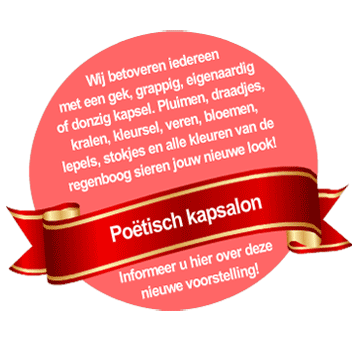 Wij betoveren iedereen
met een gek, grappig, eigenaardig
of donzig kapsel. Pluimen, draadjes,
kralen, kleursel, veren, bloemen,
lepels, stokjes en alle kleuren van de
regenboog sieren jouw nieuwe look!
Poëtisch kapsalon
Informeer u hier over deze
nieuwe voorstelling!